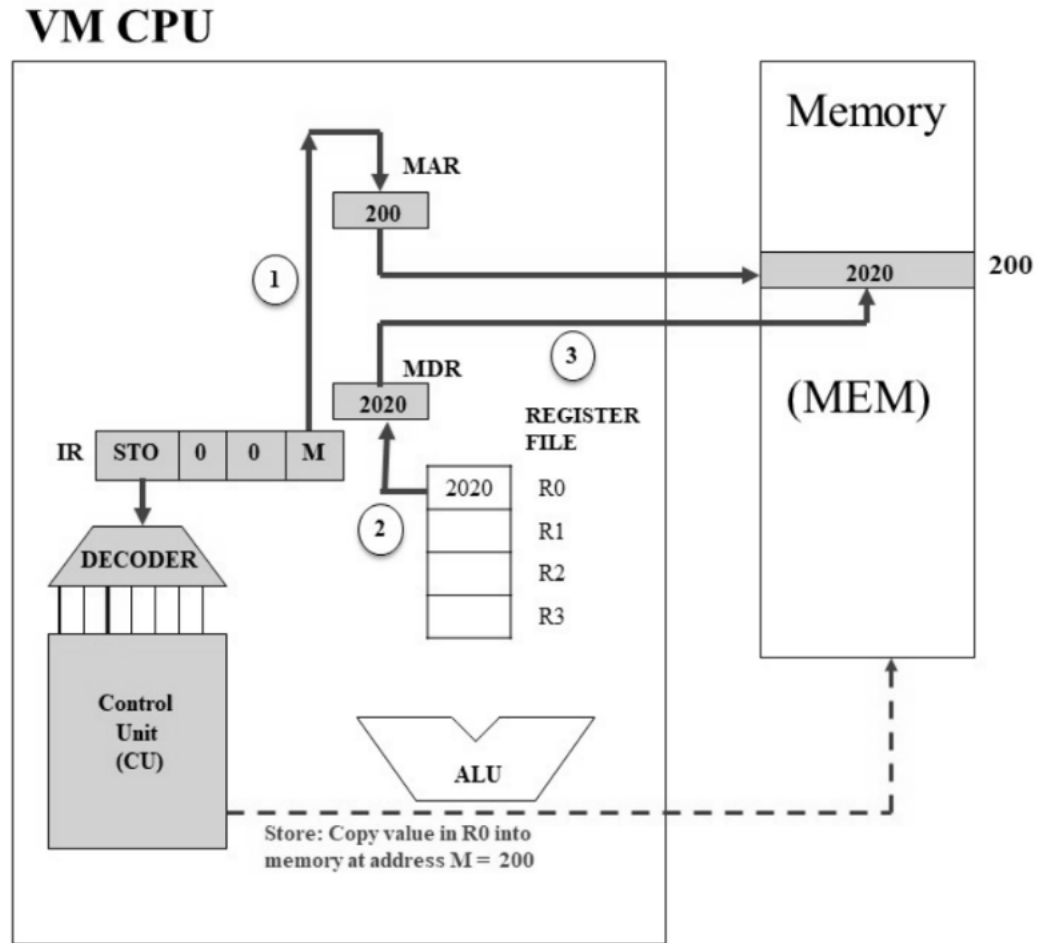 VM CPU
Memory
MAR
200
1
2020
200
3
MDR
2020
(MEM)
REGISTER
FILE
IR
STO
0
0
M
2020
R0
2
R1
DECODER
R2
R3
Control
Unit
(CU)
ALU
Store: Copy value in R0 into
memory at address M = 200